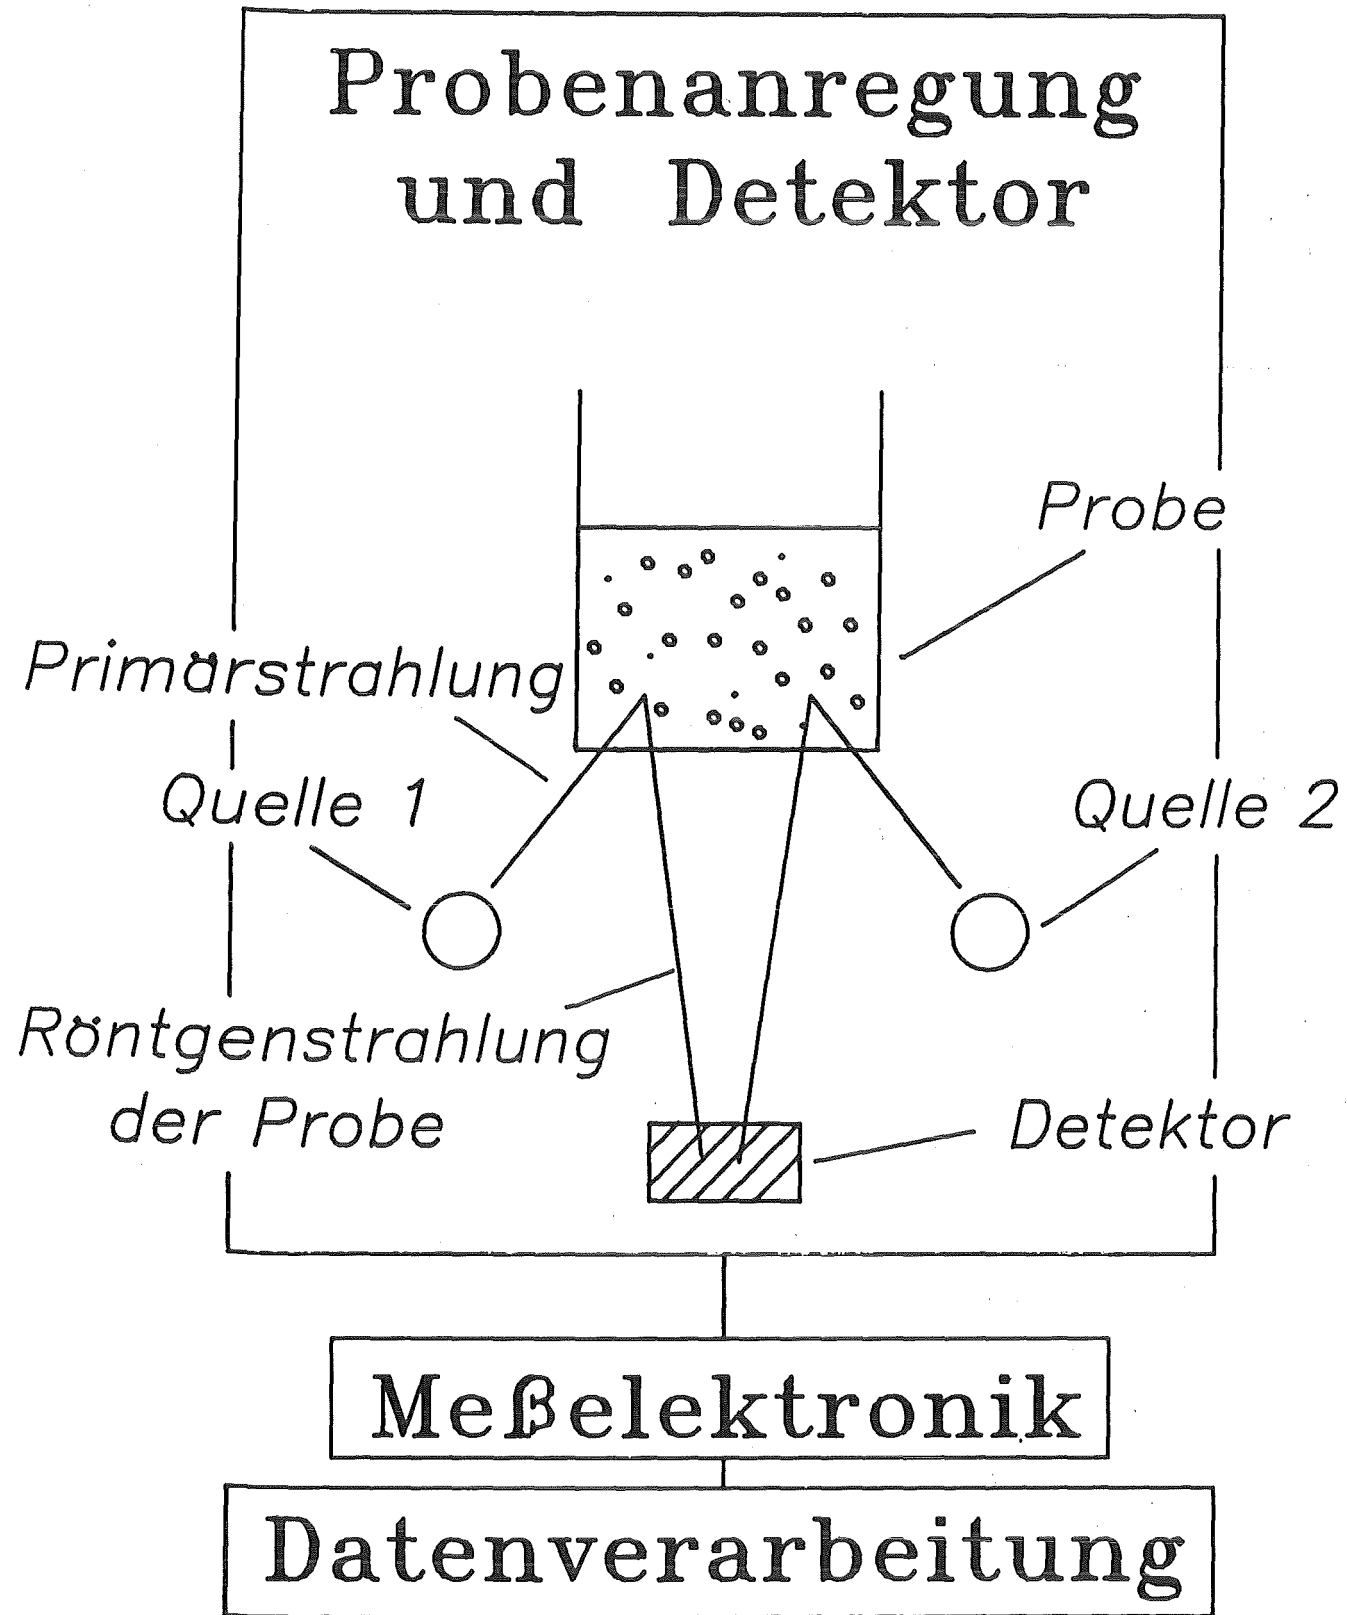 Probenanregung
und Detektor
Probe
Primärstrahlung
Quelle 1
Quelle 2
Röntgenstrahlung
der Probe
Detektor
Meßelektronik
Datenverarbeitung